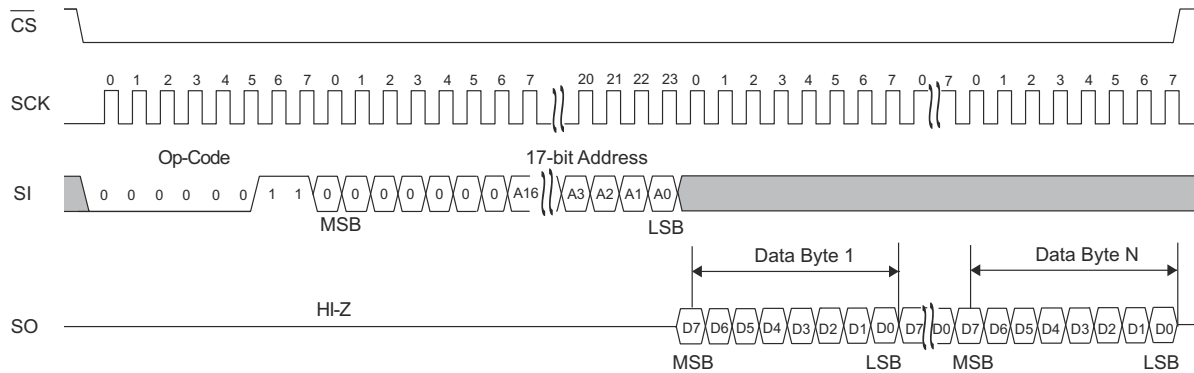 CS
0 1 2 3 4 5 6 7 0 1 2 3 4 5 6 7 20 21 22 23 0 1 2 3 4 5 6 7 0 7 0 1 2 3 4 5 6 7
SCK
Op-Code 17-bit Address
SI 0 0 0 0 0 0 1 1 0 0 0 0 0 0 0 A16 A3 A2 A1 A0
MSB LSB
Data Byte 1 Data Byte N
HI-Z
SO D7 D6 D5 D4 D3 D2 D1 D0 D7 D0 D7 D6 D5 D4 D3 D2 D1 D0
MSB LSB MSB LSB